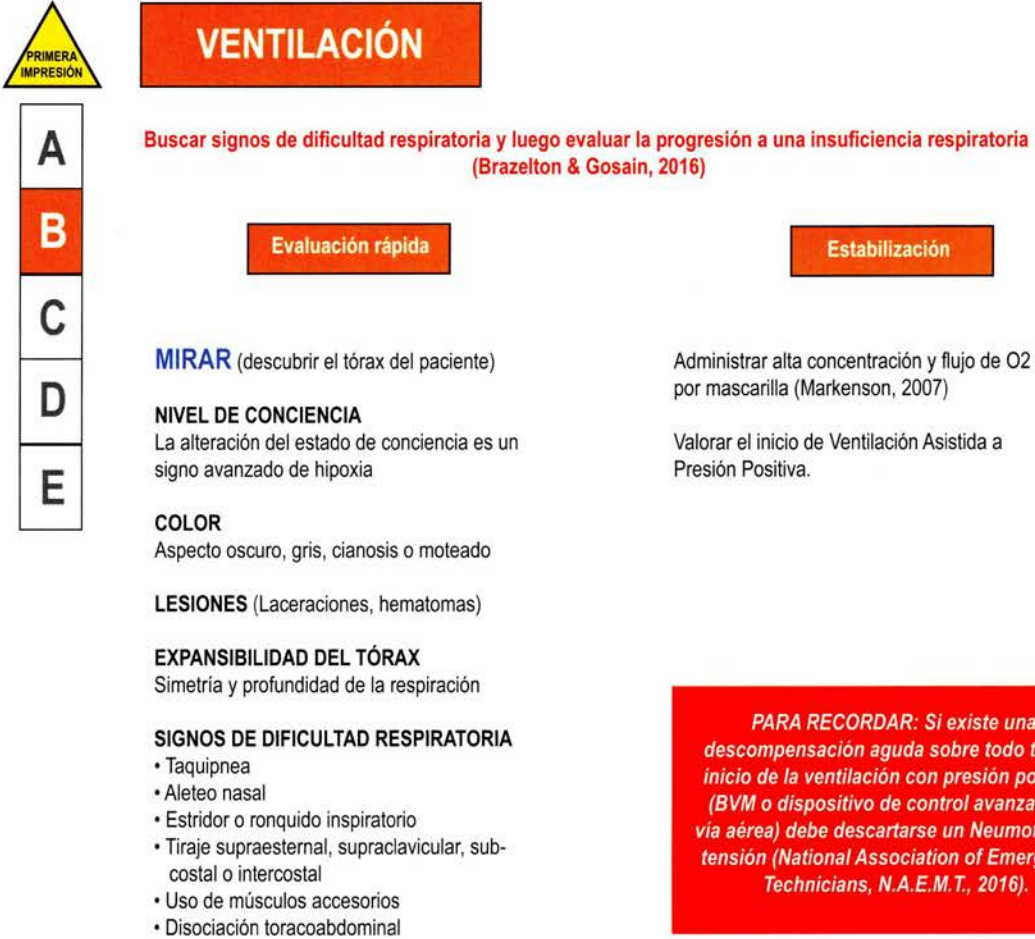 PRIMERA
IMPRESIÓN
VENTILACIÓN
A
B
C
D
E
Buscar signos de dificultad respiratoria y luego evaluar la progresión a una insuficiencia respiratoria
(Brazelton & Gosain, 2016)
Evaluación rápida
MIRAR (descubrir el tórax del paciente)
NIVEL DE CONCIENCIA
La alteración del estado de conciencia es un
signo avanzado de hipoxia
COLOR
Aspecto oscuro, gris, cianosis o moteado
LESIONES (Laceraciones, hematomas)
EXPANSIBILIDAD DEL TÓRAX
Simetría y profundidad de la respiración
SIGNOS DE DIFICULTAD RESPIRATORIA
• Taquipnea
• Aleteo nasal
• Estridor o ronquido inspiratorio
• Tiraje supraesternal, supraclavicular, sub-
costal o intercostal
• Uso de músculos accesorios
• Disociación toracoabdominal
Estabilización
Administrar alta concentración y flujo de O2
por mascarilla (Markenson, 2007)
Valorar el inicio de Ventilación Asistida a
Presión Positiva.
PARA RECORDAR: Si existe una
descompensación aguda sobre todo
inicio de la ventilación con presión
(BVM o dispositivo de control
vía aérea) debe descartarse un
tensión (National Association of
Technicians, N.A.E.M.T., 2016).